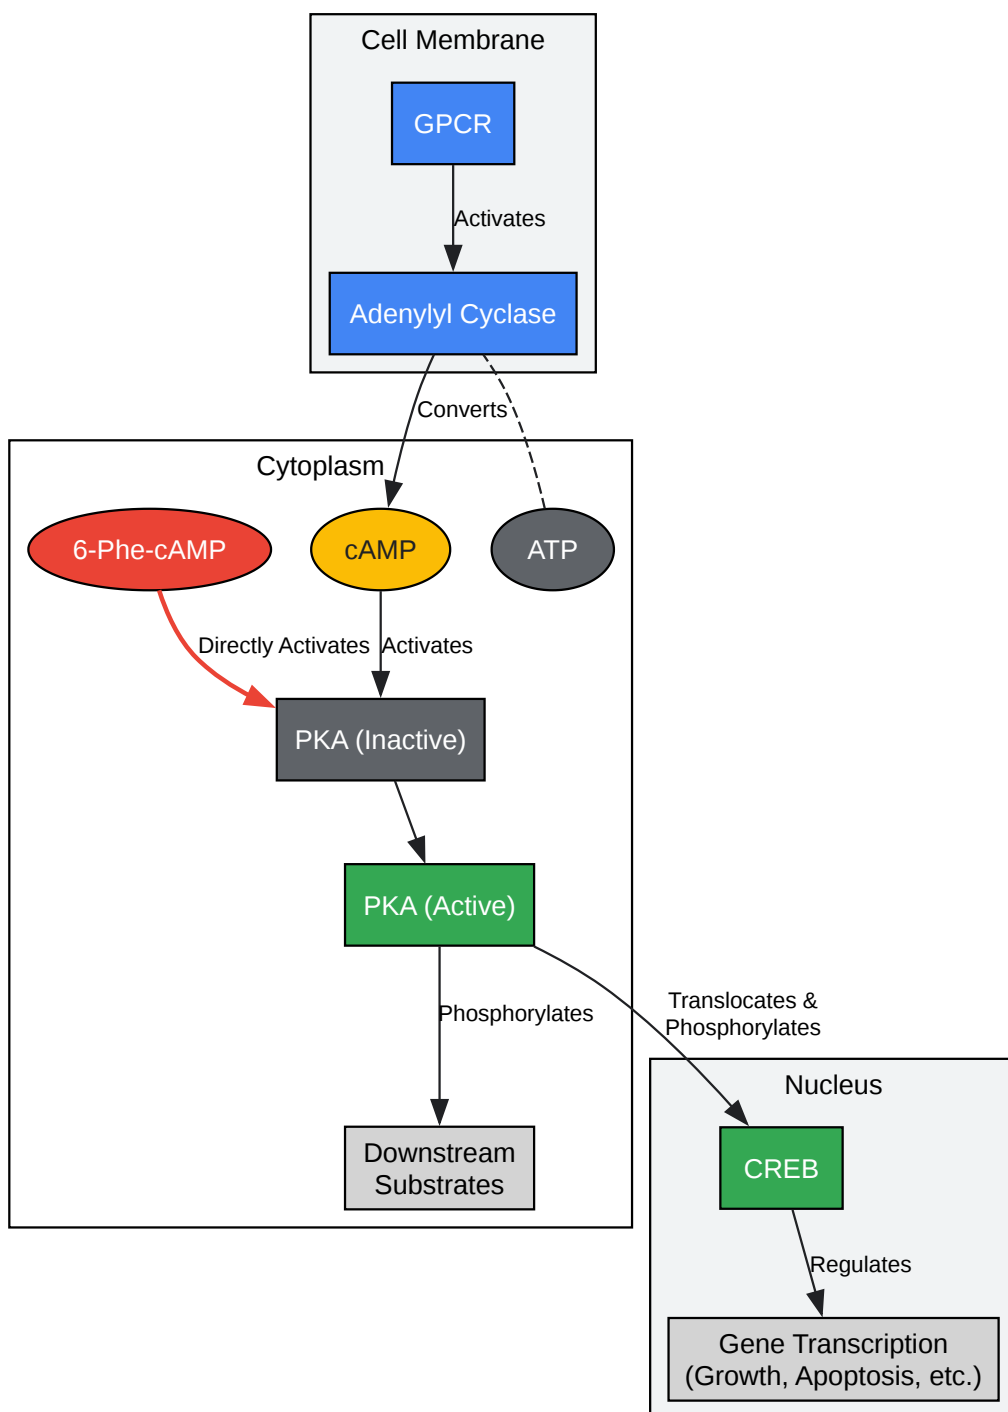 Cell Membrane
GPCR
Activates
Adenylyl Cyclase
Converts
Cytoplasm
6-Phe-cAMP
cAMP
ATP
Directly Activates
Activates
PKA (Inactive)
PKA (Active)
Phosphorylates
Translocates &
Phosphorylates
Downstream
Substrates
Nucleus
CREB
Regulates
Gene Transcription
(Growth, Apoptosis, etc.)